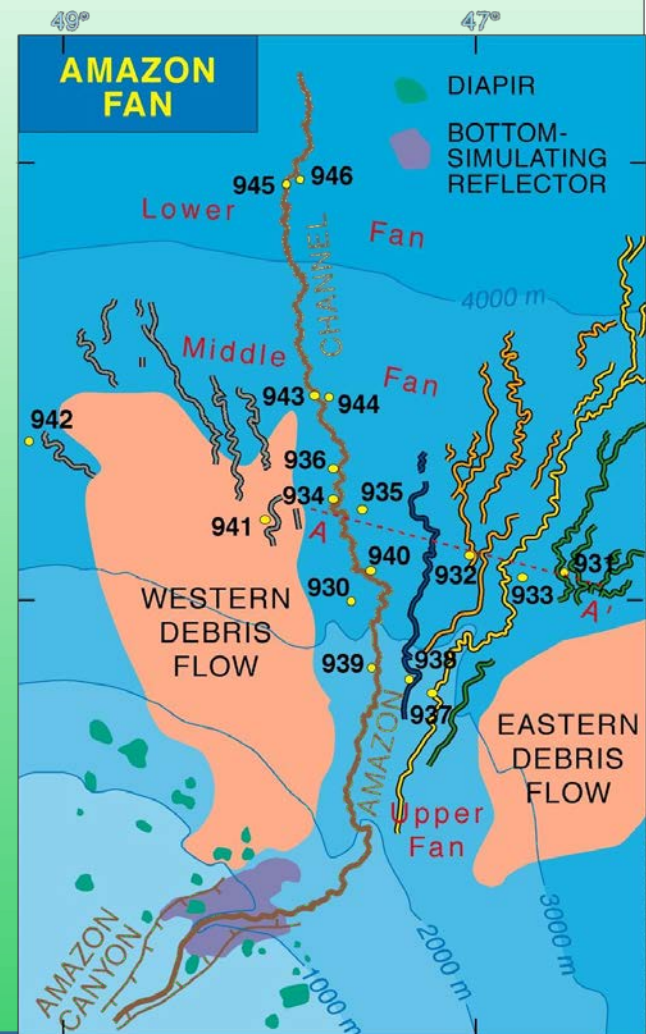 49° 47°
AMAZON
FAN
DIAPIR
BOTTOM-
SIMULATING
REFLECTOR
945 946
Lower Fan
CHANNEL
4000 m
Middle Fan
943 944
942
936
934 935
941
A
940 932 931
933
930
A'
WESTERN
DEBRIS
FLOW
939 938
937
AMAZON
EASTERN
DEBRIS
FLOW
Upper
Fan
AMAZON
CANYON
1000 m
2000 m
3000 m